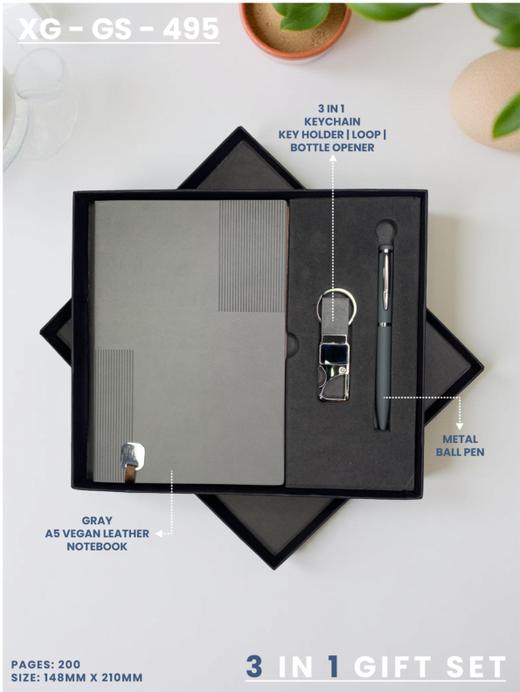 XG - GS - 495
3 IN 1
KEYCHAIN
KEY HOLDER | LOOP |
BOTTLE OPENER
METAL
BALL PEN
GRAY
A5 VEGAN LEATHER
NOTEBOOK
PAGES: 200
SIZE: 148MM X 210MM
3 IN 1 GIFT SET